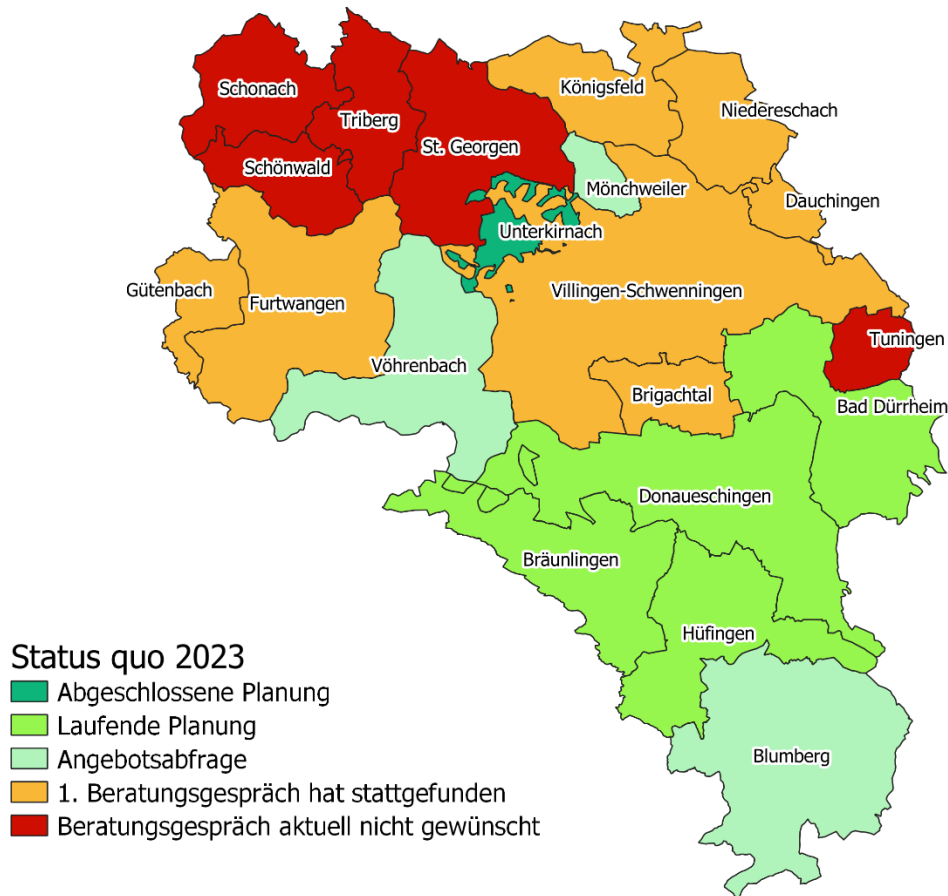 Königsfeld
Schonach
Niedereschach
Triberg
St. Georgen
Schönwald
Mönchweiler
Dauchingen
Unterkirnach
Gütenbach
Villingen-Schwenningen
Furtwangen
Tuningen
Vöhrenbach
Brigachtal
Bad Dürrheim
Donaueschingen
Bräunlingen
Hüfingen
Status quo 2023
Abgeschlossene Planung
Laufende Planung
Angebotsabfrage
Blumberg
1. Beratungsgespräch hat stattgefunden
Beratungsgespräch aktuell nicht gewünscht